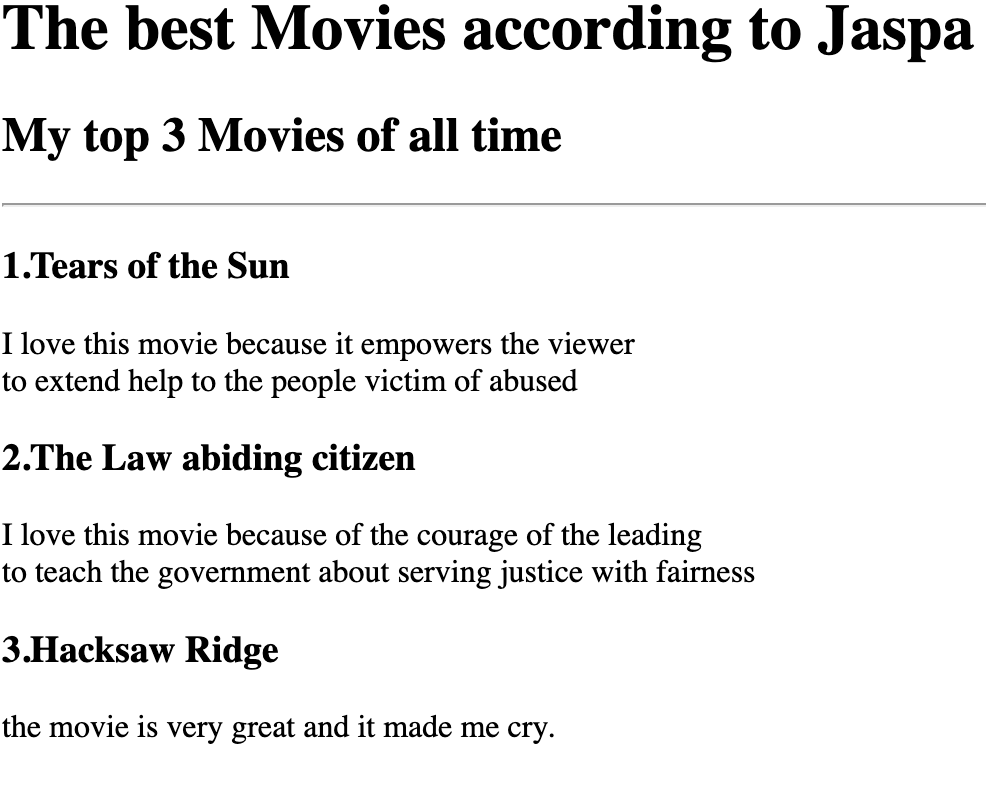 The best Movies according to Jaspa
My top 3 Movies of all time
1.Tears of the Sun
I love this movie because it empowers the viewer
to extend help to the people victim of abused
2.The Law abiding citizen
I love this movie because of the courage of the leading
to teach the government about serving justice with fairness
3.Hacksaw Ridge
the movie is very great and it made me cry.